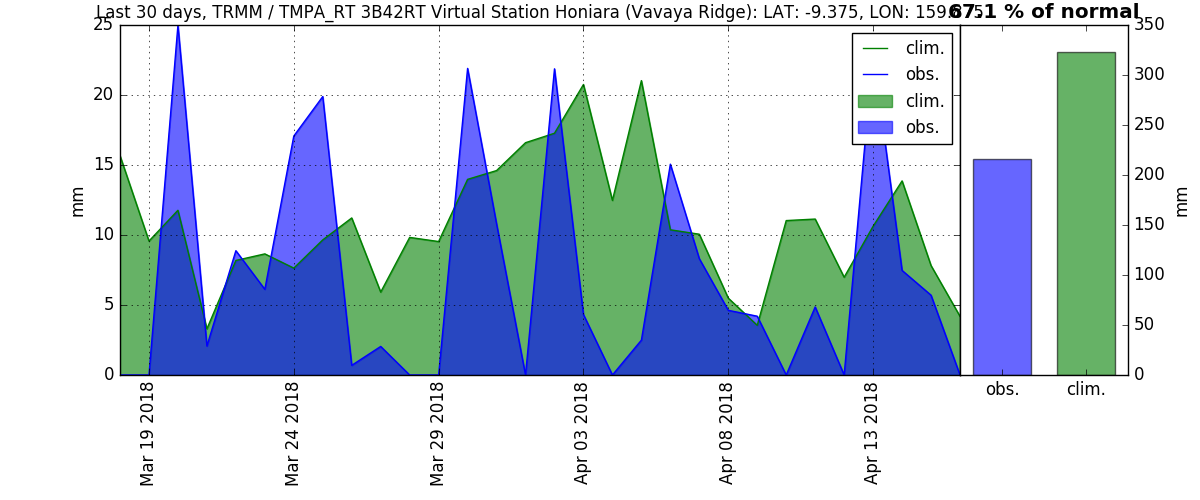 Last 30 days, TRMM / TMPA_RT 3B42RT Virtual Station Honiara (Vavaya Ridge): LAT: -9.375, LON:
67.1 % of normal
25
20
15
10
5
0
mm
clim.
obs.
clim.
obs.
350
300
250
200
150
100
50
0
mm
Mar 19 2018
Mar 24 2018
Mar 29 2018
Apr 03 2018
Apr 08 2018
Apr 13 2018
obs.
clim.